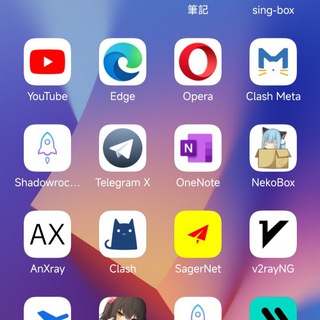 筆記 sing-box
YouTube Edge Opera Clash Meta
Shadowroc... Telegram X OneNote NekoBox
AX
AnXray Clash SagerNet v2rayNG